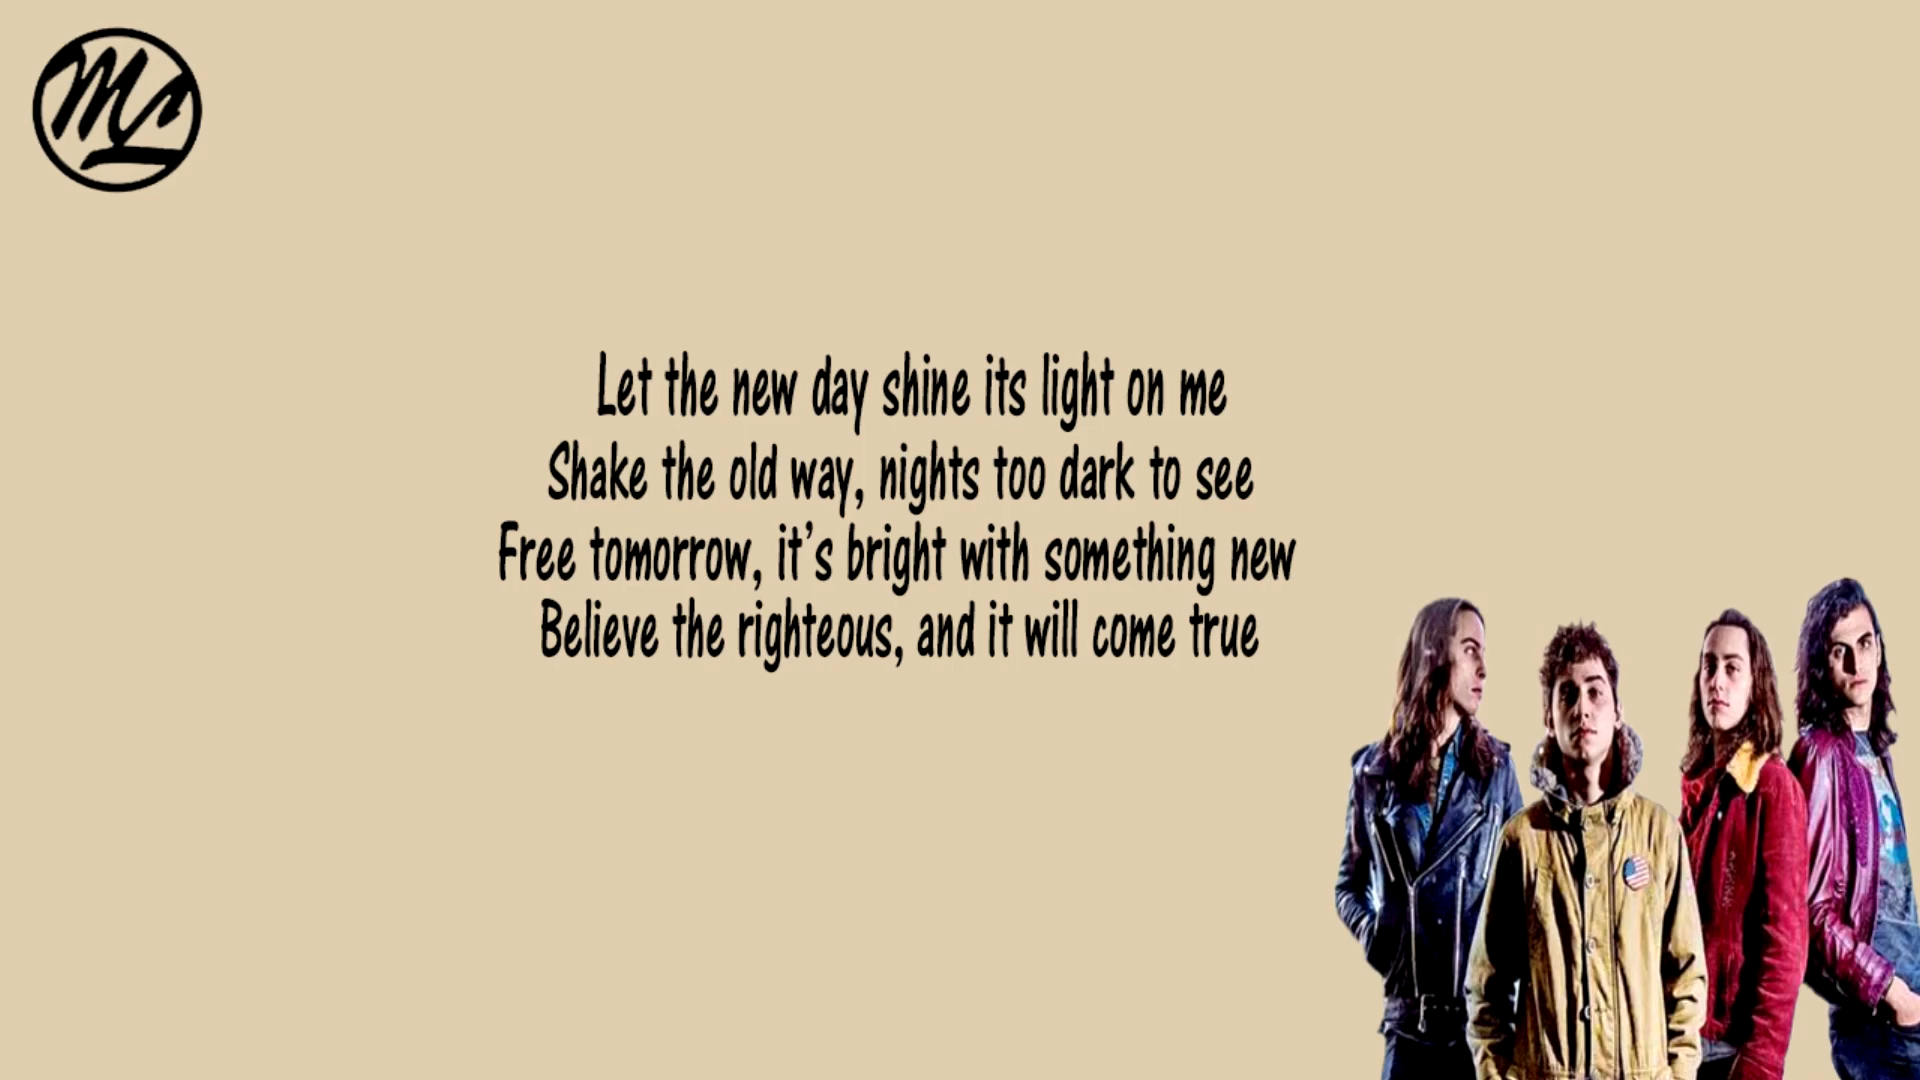 Let the new day shine its light on me
Shake the old way, nights too dark to see
Free tomorrow, it's bright with something new
Believe the righteous, and it will come true